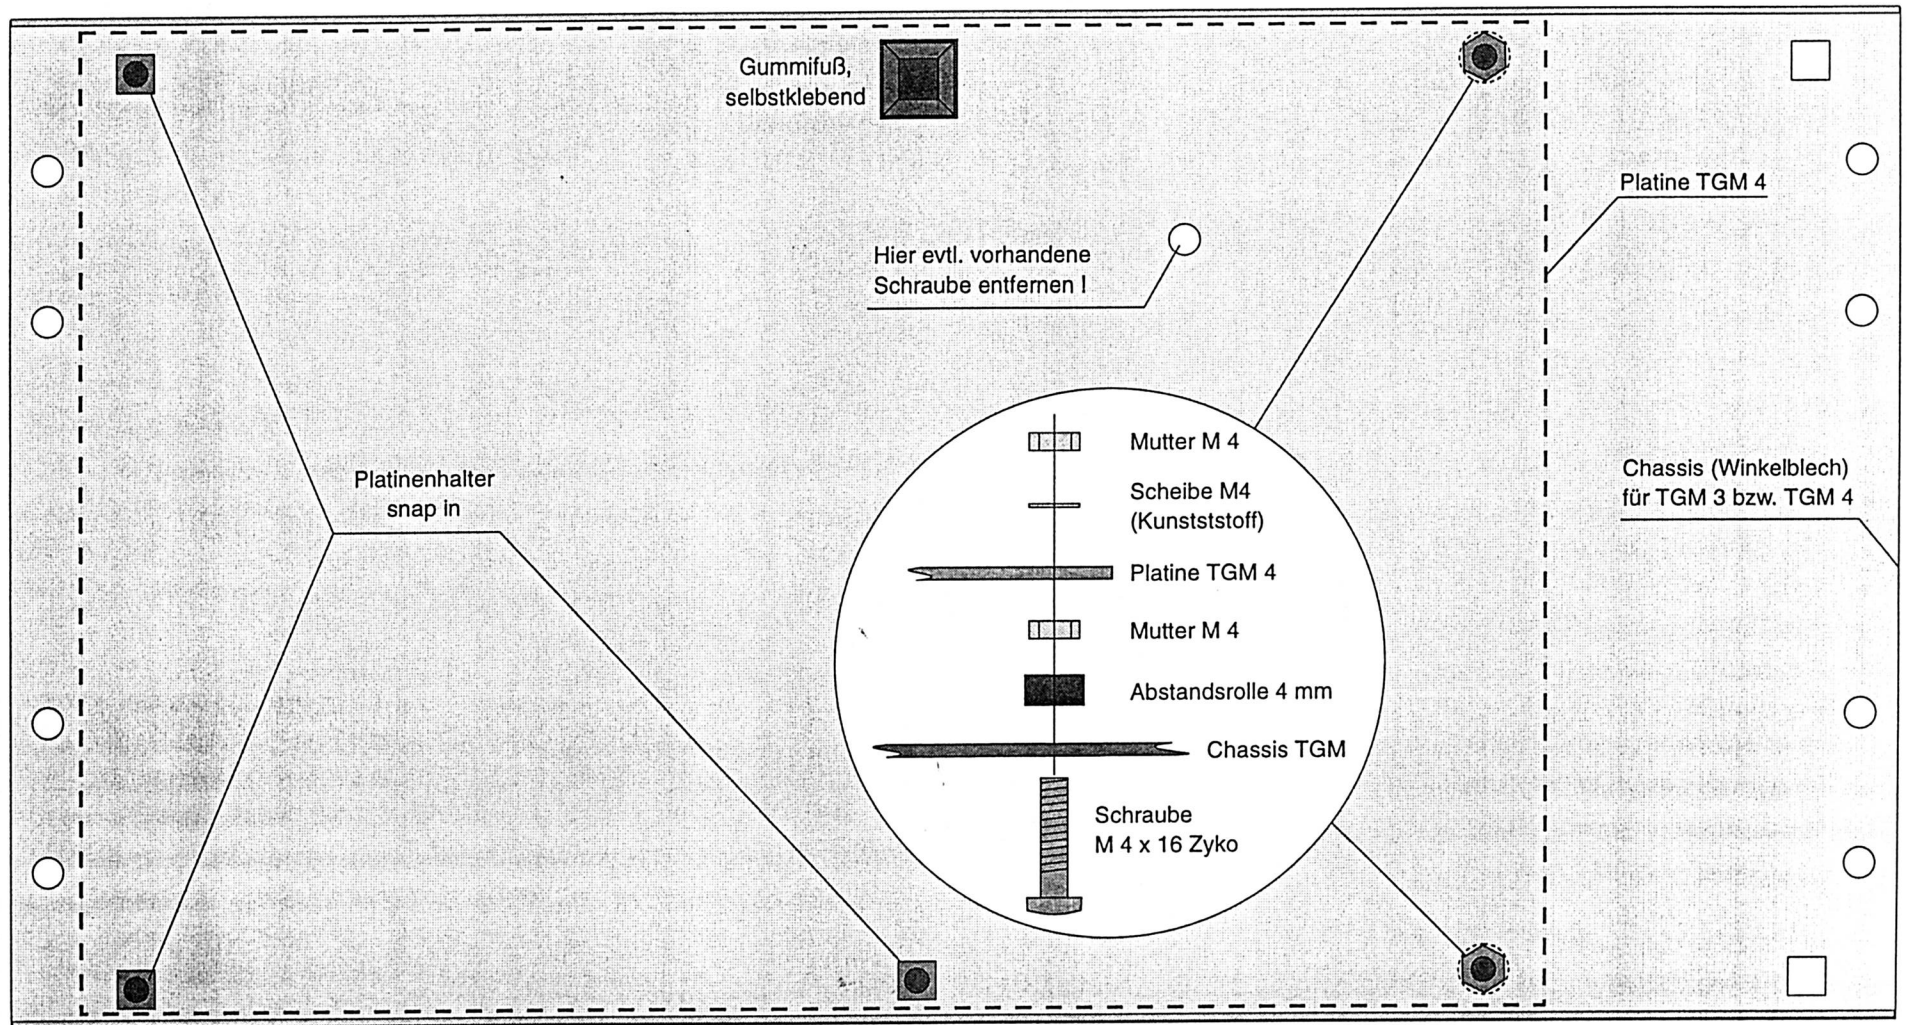 Gummifuß,
selbstklebend
Platine TGM 4
Hier evtl. vorhandene
Schraube entfernen !
Platinenhalter
snap in
Chassis (Winkelblech)
für TGM 3 bzw. TGM 4
Mutter M 4
Scheibe M4
(Kunstststoff)
Platine TGM 4
Mutter M 4
Abstandsrolle 4 mm
Chassis TGM
Schraube
M 4 x 16 Zyko